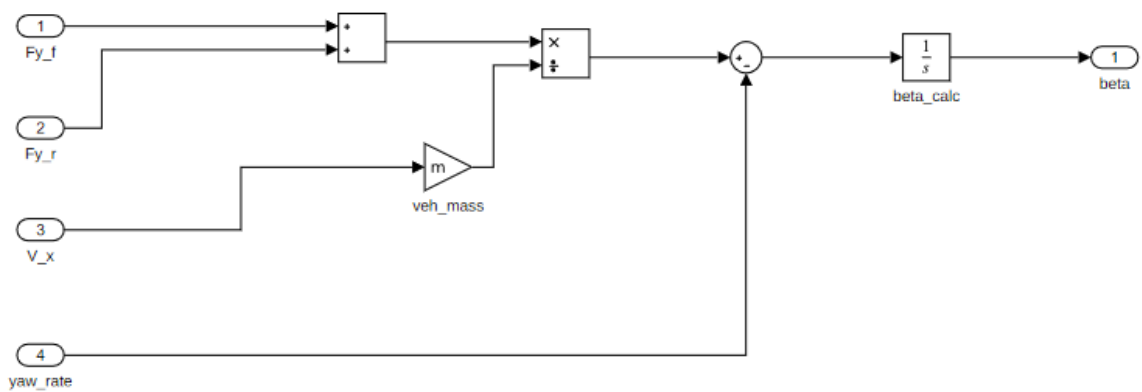 1
Fy_f
+
+
2
Fy_r
×
÷
+
-
1
s
beta_calc
1
beta
m
veh_mass
3
V_x
4
yaw_rate